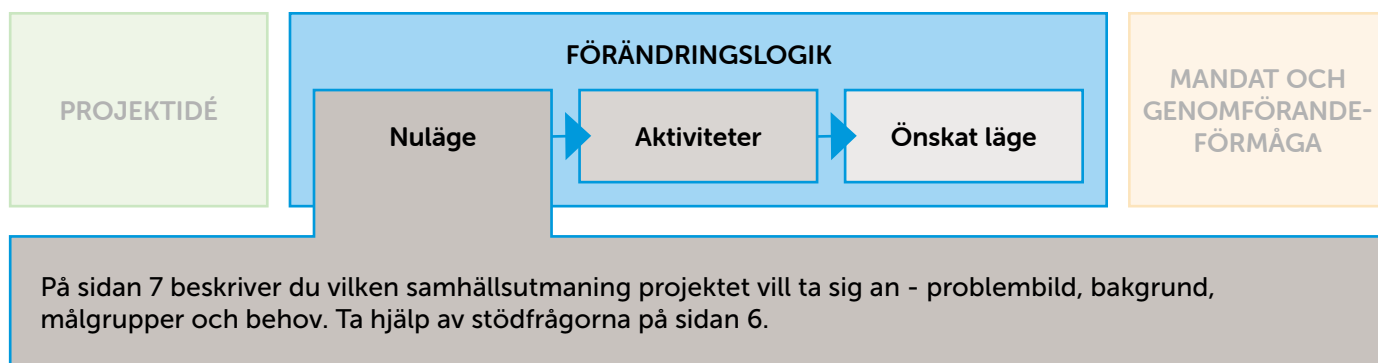 PROJEKTIDÉ
FÖRÄNDRINGSLOGIK
Nuläge
Aktiviteter
Önskat läge
MANDAT OCH
GENOMFÖRANDE-
FÖRMÅGA
På sidan 7 beskriver du vilken samhällsutmaning projektet vill ta sig an - problembild, bakgrund,
målgrupper och behov. Ta hjälp av stödfrågorna på sidan 6.